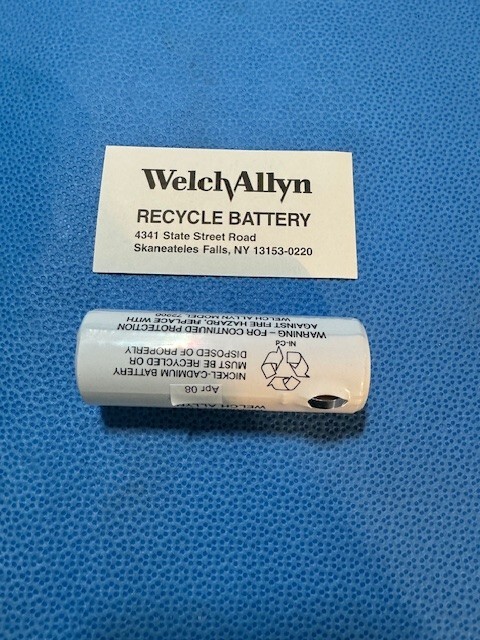 WelchAllyn
RECYCLE BATTERY
4341 State Street Road
Skaneateles Falls, NY 13153-0220
WELCH ALLYN
Apr 08
NICKEL-CADMIUM BATTERY
MUST BE RECYCLED OR
DISPOSED OF PROPERLY
Ni-Cd
WARNING – FOR CONTINUED PROTECTION
AGAINST FIRE HAZARD, REPLACE WITH
WELCH ALLYN MODEL